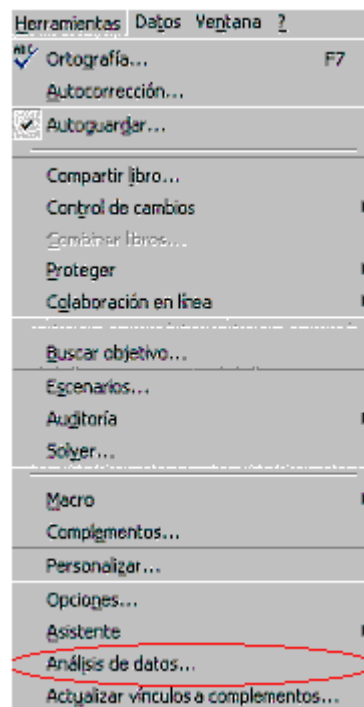 Herramientas Datos Ventana ?
ABC Ortografía... F7
Autocorrección...
Autoguardar...
Compartir libro...
Control de cambios
Combinar libros...
Proteger
Colaboración en línea
Buscar objetivo...
Escenarios...
Auditoría
Solver...
Macro
Complementos...
Personalizar...
Opciones...
Asistente
Análisis de datos...
Actualizar vínculos a complementos...